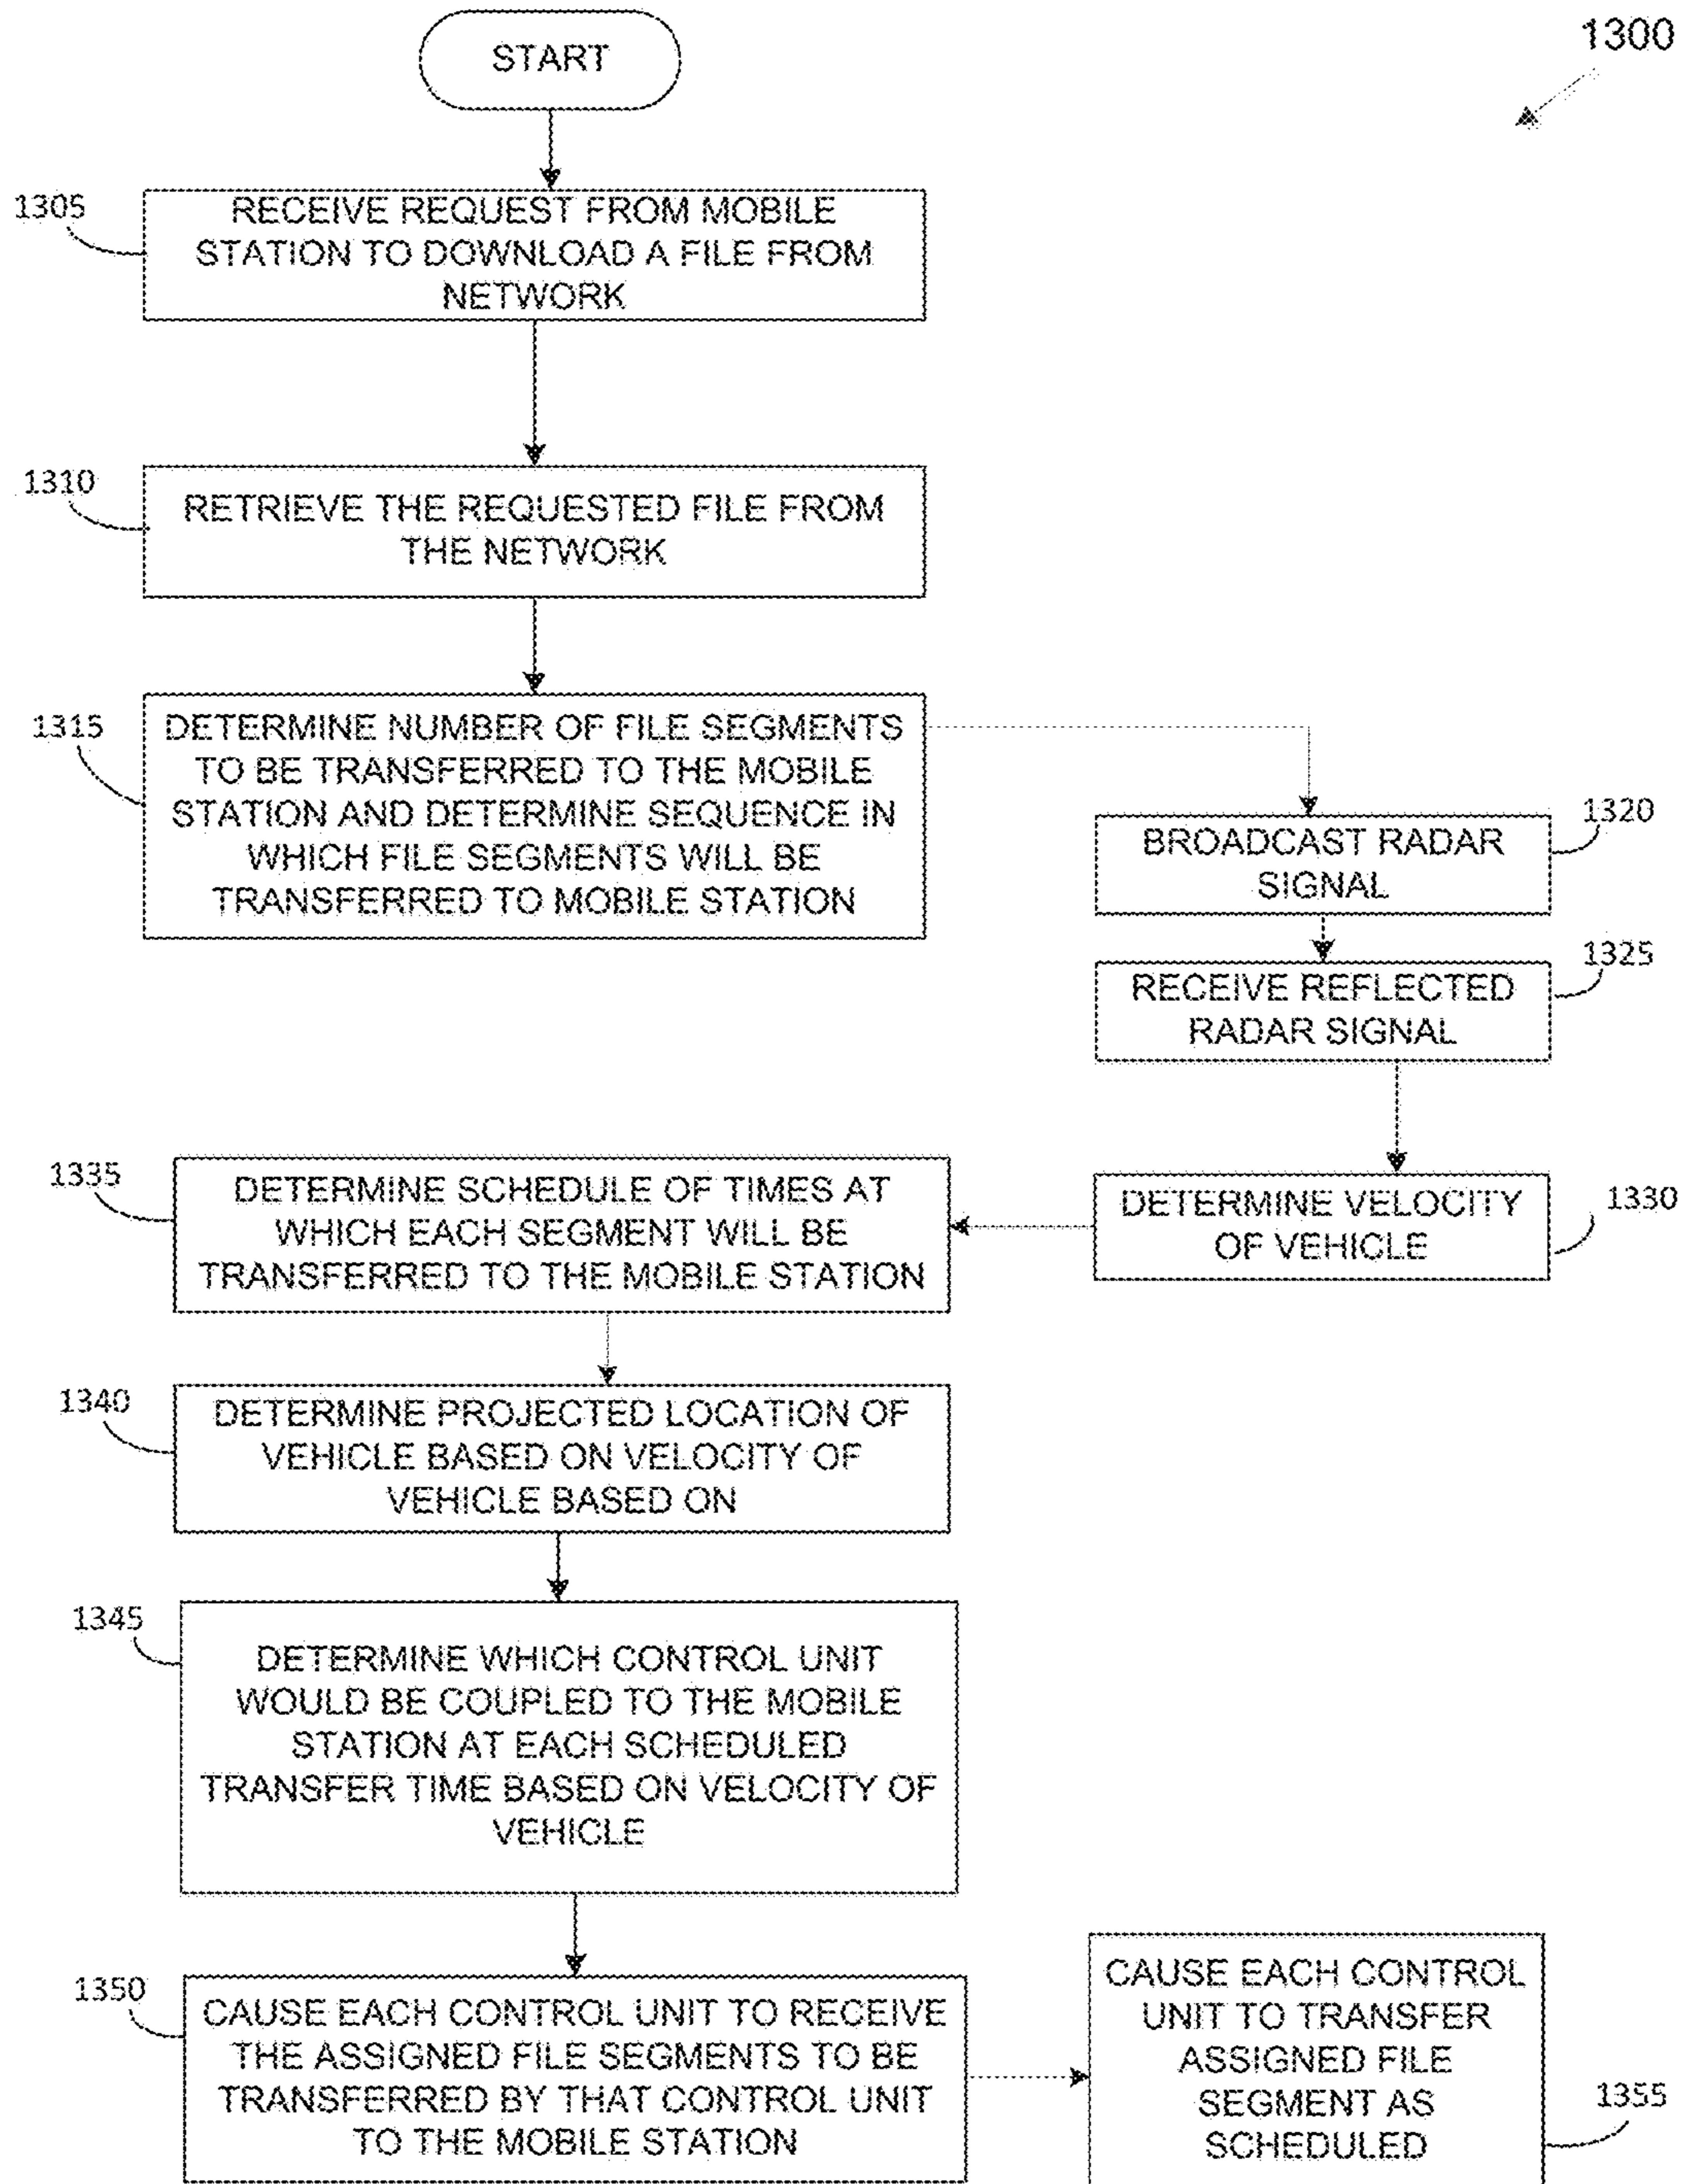 START
1300
1305
RECEIVE REQUEST FROM MOBILE
STATION TO DOWNLOAD A FILE FROM
NETWORK
1310
RETRIEVE THE REQUESTED FILE FROM
THE NETWORK
1315
DETERMINE NUMBER OF FILE SEGMENTS
TO BE TRANSFERRED TO THE MOBILE
STATION AND DETERMINE SEQUENCE IN
WHICH FILE SEGMENTS WILL BE
TRANSFERRED TO MOBILE STATION
1320
BROADCAST RADAR
SIGNAL
1325
RECEIVE REFLECTED
RADAR SIGNAL
1330
DETERMINE VELOCITY
OF VEHICLE
1335
DETERMINE SCHEDULE OF TIMES AT
WHICH EACH SEGMENT WILL BE
TRANSFERRED TO THE MOBILE STATION
1340
DETERMINE PROJECTED LOCATION OF
VEHICLE BASED ON VELOCITY OF
VEHICLE BASED ON
1345
DETERMINE WHICH CONTROL UNIT
WOULD BE COUPLED TO THE MOBILE
STATION AT EACH SCHEDULED
TRANSFER TIME BASED ON VELOCITY OF
VEHICLE
1350
CAUSE EACH CONTROL UNIT TO RECEIVE
THE ASSIGNED FILE SEGMENTS TO BE
TRANSFERRED BY THAT CONTROL UNIT
TO THE MOBILE STATION
CAUSE EACH CONTROL
UNIT TO TRANSFER
ASSIGNED FILE
SEGMENT AS
SCHEDULED
1355